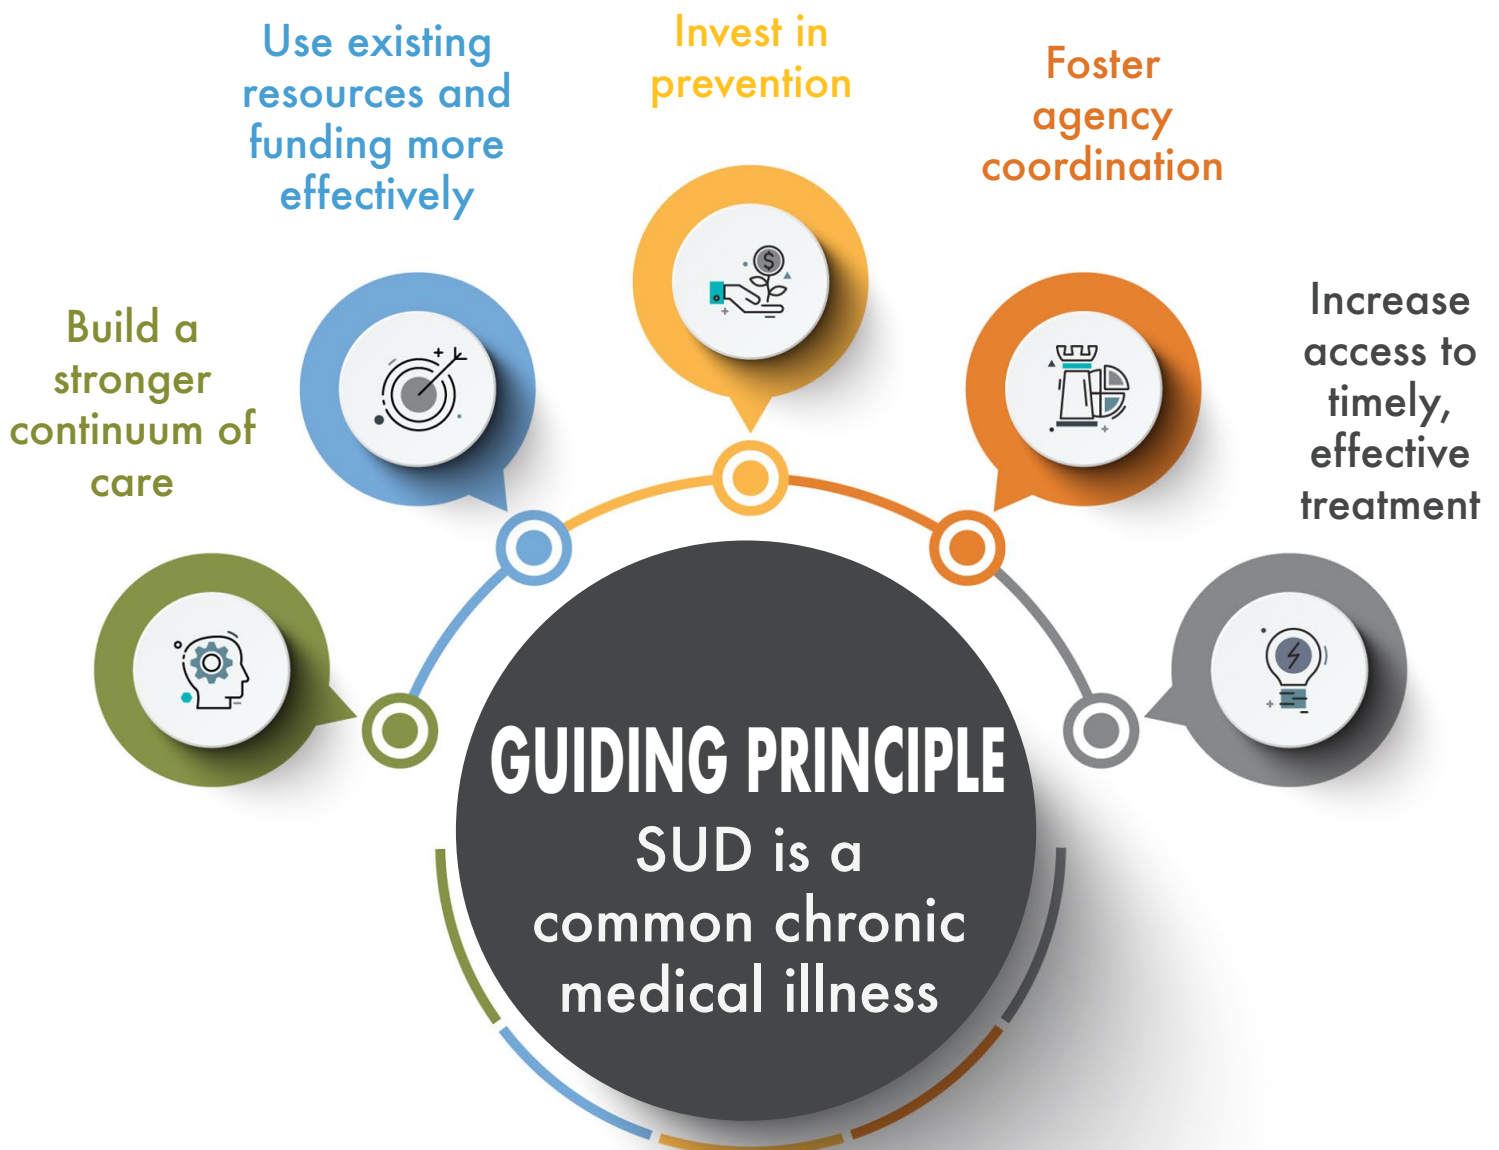 Build a
stronger
continuum of
care
Use existing
resources and
funding more
effectively
Invest in
prevention
Foster
agency
coordination
Increase
access to
timely,
effective
treatment
GUIDING PRINCIPLE
SUD is a
common chronic
medical illness
$